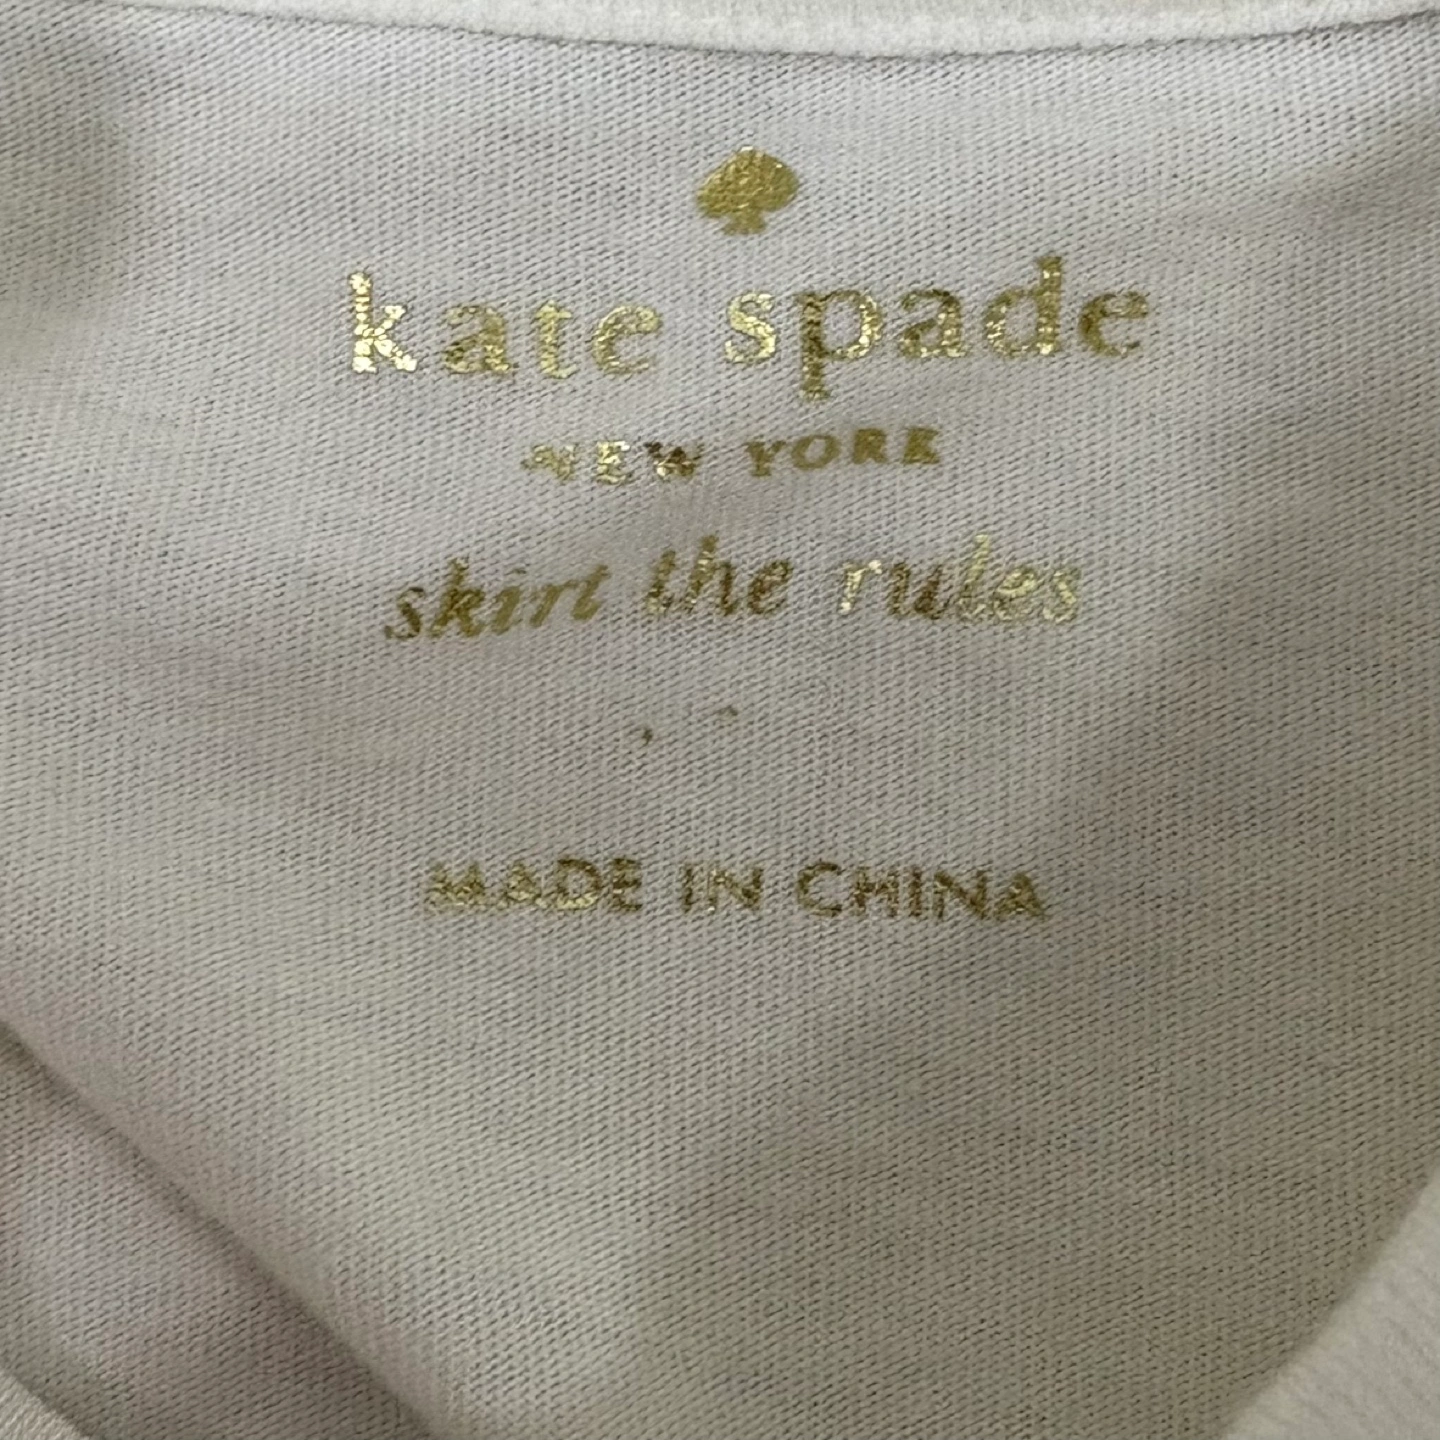 kate spade
NEW YORK
skirt the rules
MADE IN CHINA